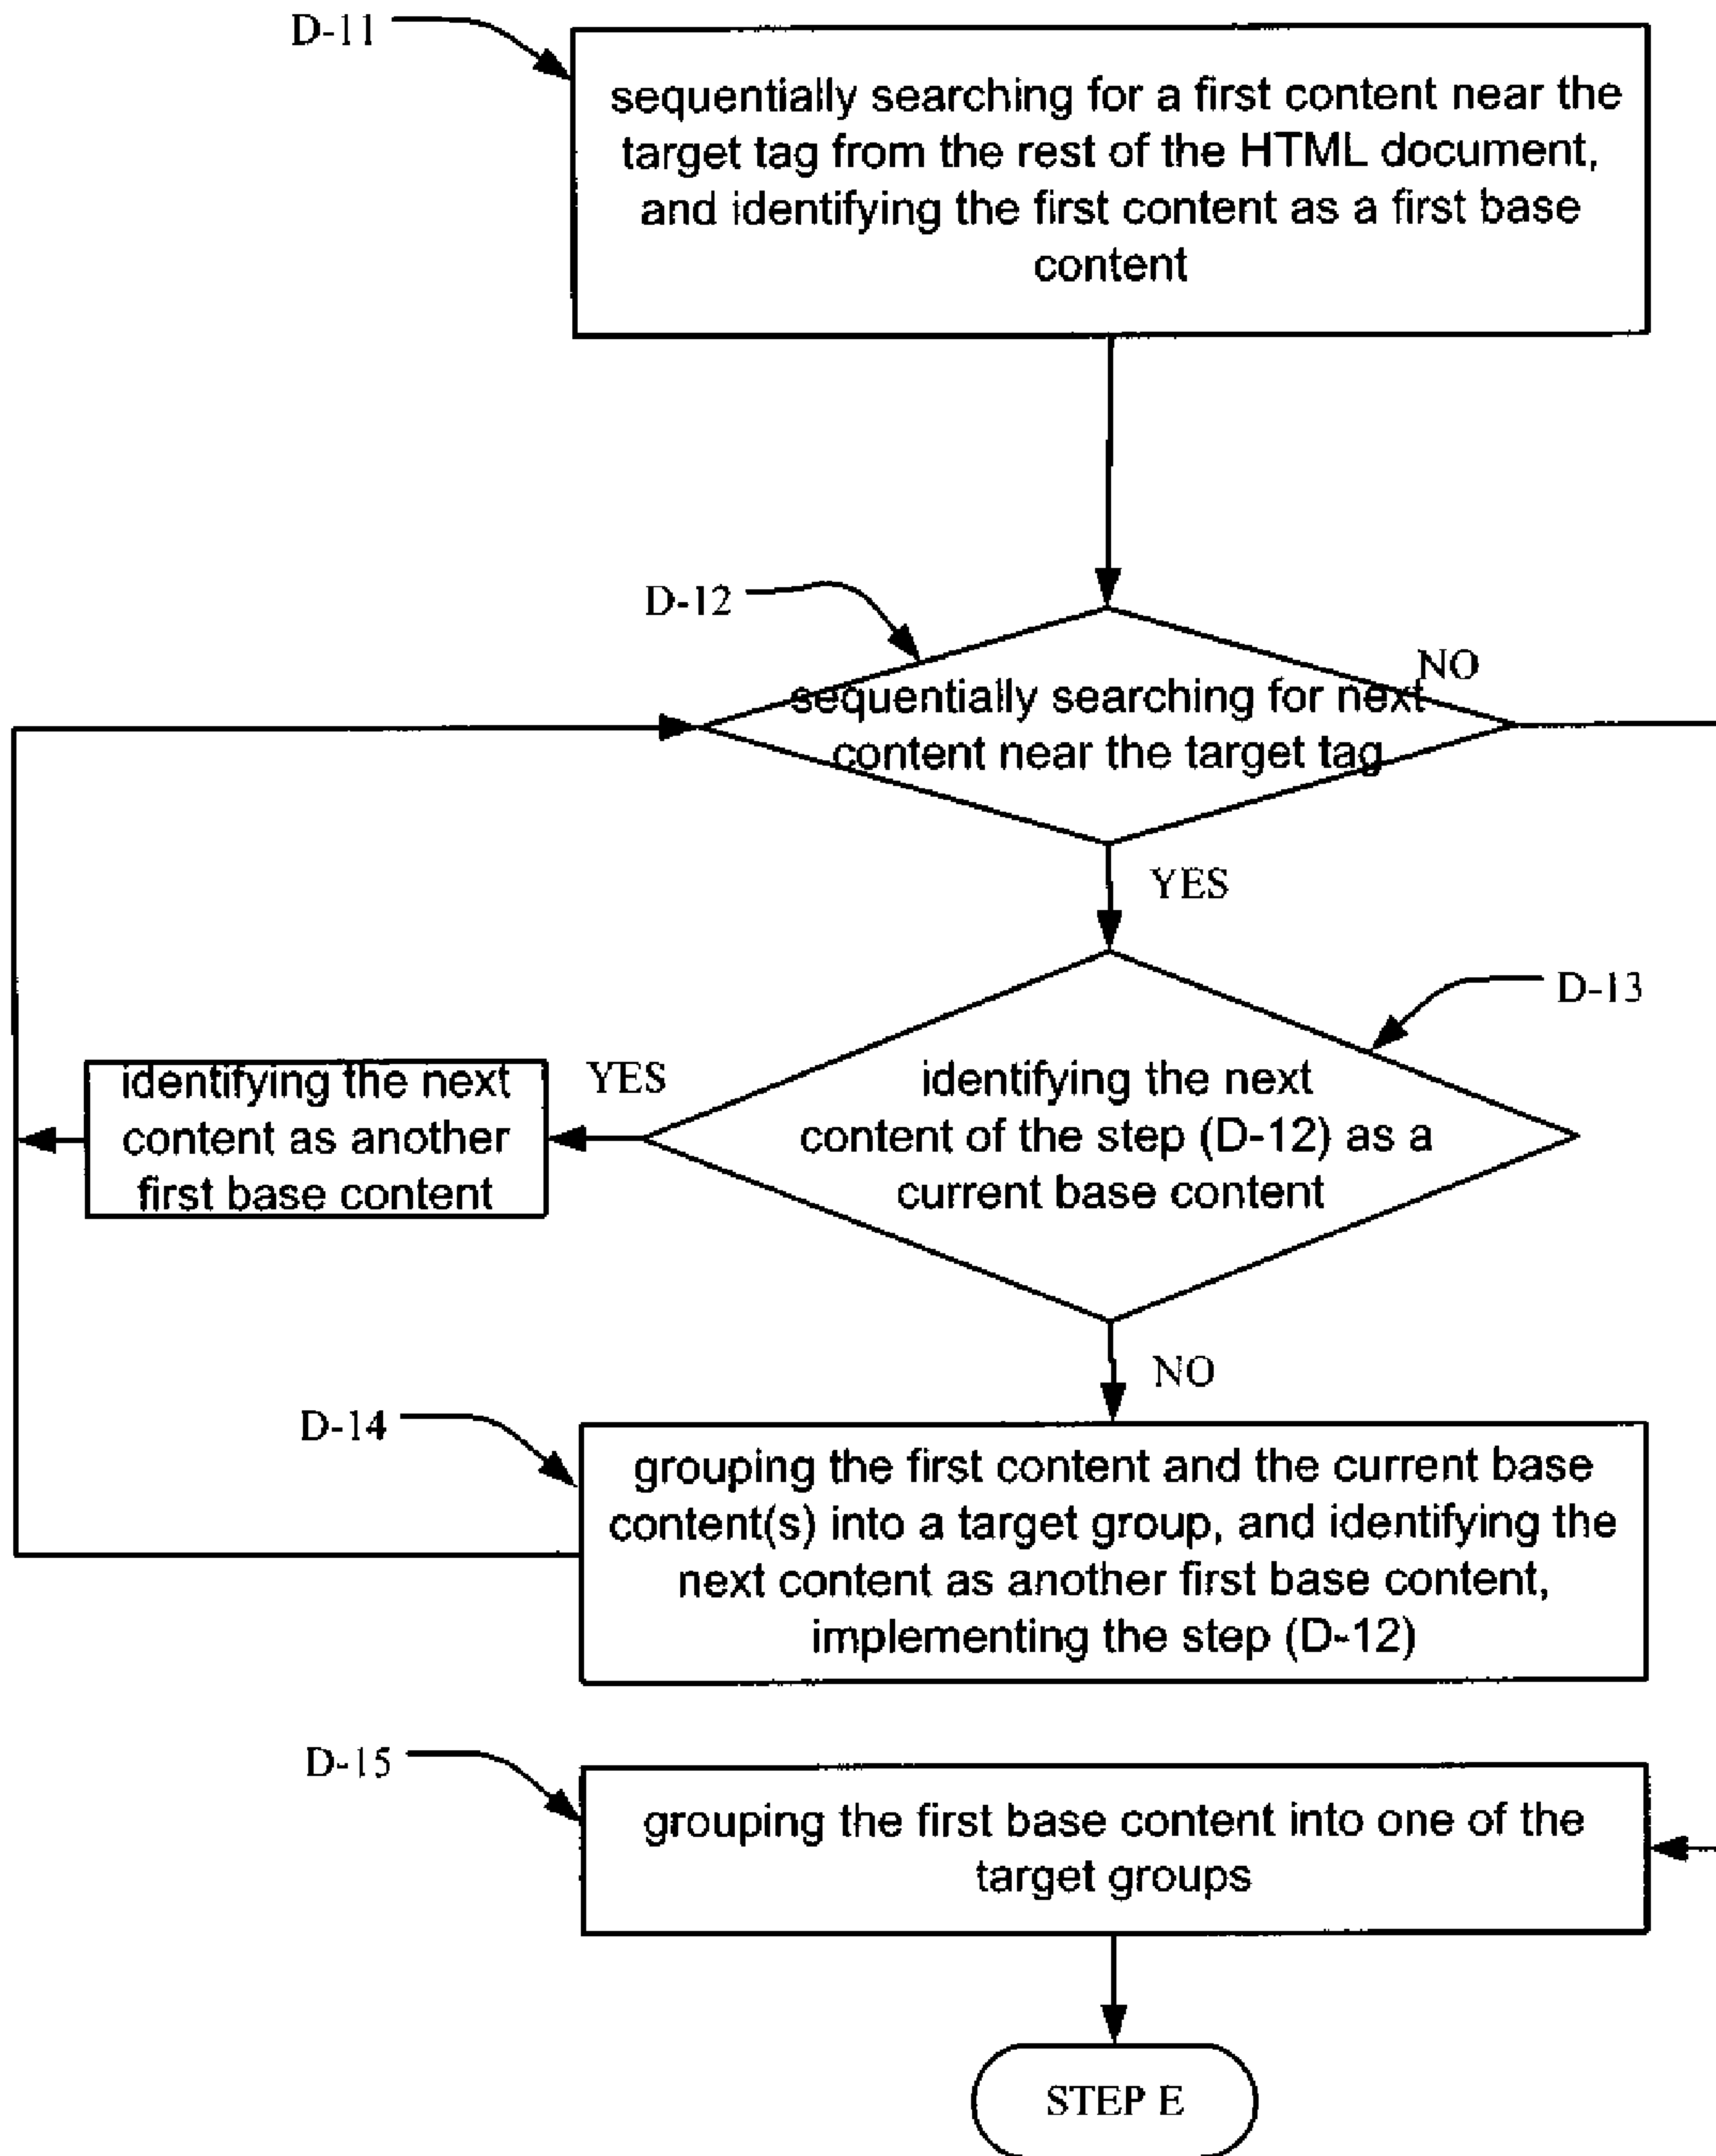 D-11
sequentially searching for a first content near the
target tag from the rest of the HTML document,
and identifying the first content as a first base
content
D-12
NO
sequentially searching for next
content near the target tag
YES
D-13
identifying the next
content of the step (D-12) as a
current base content
YES
identifying the next
content as another
first base content
NO
D-14
grouping the first content and the current base
content(s) into a target group, and identifying the
next content as another first base content,
implementing the step (D-12)
D-15
grouping the first base content into one of the
target groups
STEP E